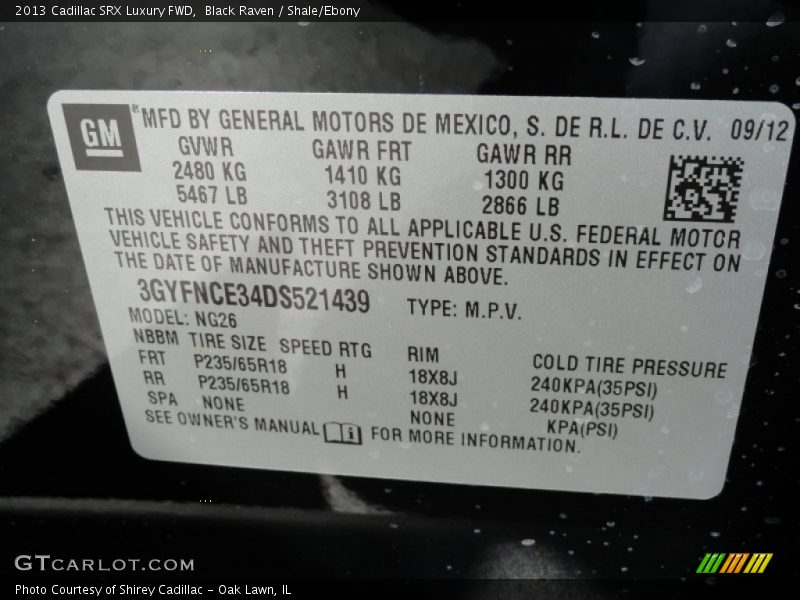 2013 Cadillac SRX Luxury FWD, Black Raven / Shale/Ebony
GM ® MFD BY GENERAL MOTORS DE MEXICO, S. DE R.L. DE C.V. 09/12
GVWR GAWR FRT GAWR RR
2480 KG 1410 KG 1300 KG
5467 LB 3108 LB 2866 LB
THIS VEHICLE CONFORMS TO ALL APPLICABLE U.S. FEDERAL MOTOR
VEHICLE SAFETY AND THEFT PREVENTION STANDARDS IN EFFECT ON
THE DATE OF MANUFACTURE SHOWN ABOVE.
3GYFNCE34DS521439 TYPE: M.P.V.
MODEL: NG26
NBBM TIRE SIZE SPEED RTG RIM COLD TIRE PRESSURE
FRT P235/65R18 H 18X8J 240KPA(35PSI)
RR P235/65R18 H 18X8J 240KPA(35PSI)
SPA NONE NONE KPA(PSI)
SEE OWNER'S MANUAL i FOR MORE INFORMATION.
GTCARLOT.COM
Photo Courtesy of Shirey Cadillac - Oak Lawn, IL